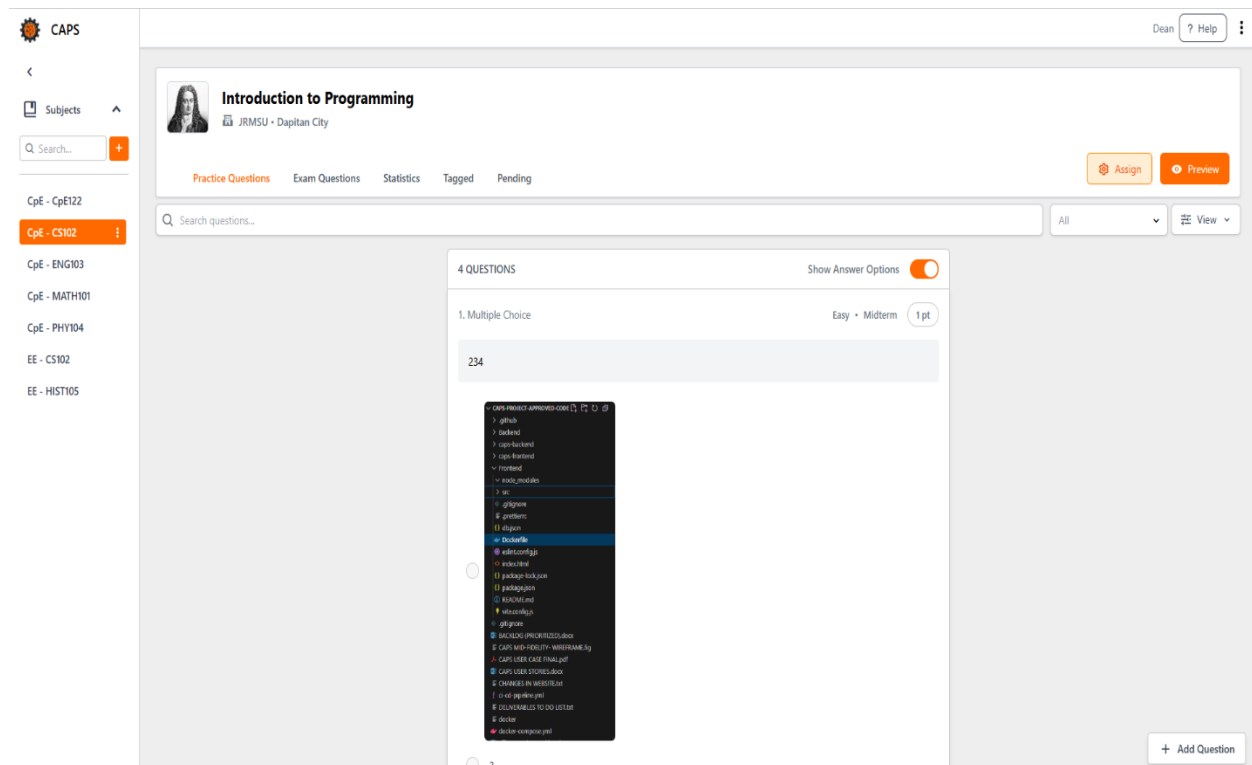 CAPS
Dean
? Help
Subjects
Search...
+
CpE - CpE122
CpE - CS102
CpE - ENG103
CpE - MATH101
CpE - PHY104
EE - CS102
EE - HIST105
Introduction to Programming
JRMSU • Dapitan City
Practice Questions
Exam Questions
Statistics
Tagged
Pending
Assign
Preview
Search questions...
All
View
4 QUESTIONS
Show Answer Options
1. Multiple Choice
Easy • Midterm
1 pt
234
CAPS-PROJECT-APPROVED-CODE
.github
Backend
caps-backend
caps-frontend
Frontend
node_modules
src
.gitignore
.prettierrc
db.json
Dockerfile
eslint.config.js
index.html
package-lock.json
package.json
README.md
vite.config.js
.gitignore
BACKLOG (PRIORITIZED).docx
CAPS MID-FIDELITY- WIREFRAME.fig
CAPS USER CASE FINAL.pdf
CAPS USER STORIES.docx
CHANGES IN WEBSITE.txt
ci-cd-pipeline.yml
DELIVERABLES TO DO LIST.txt
docker
docker-compose.yml
+ Add Question